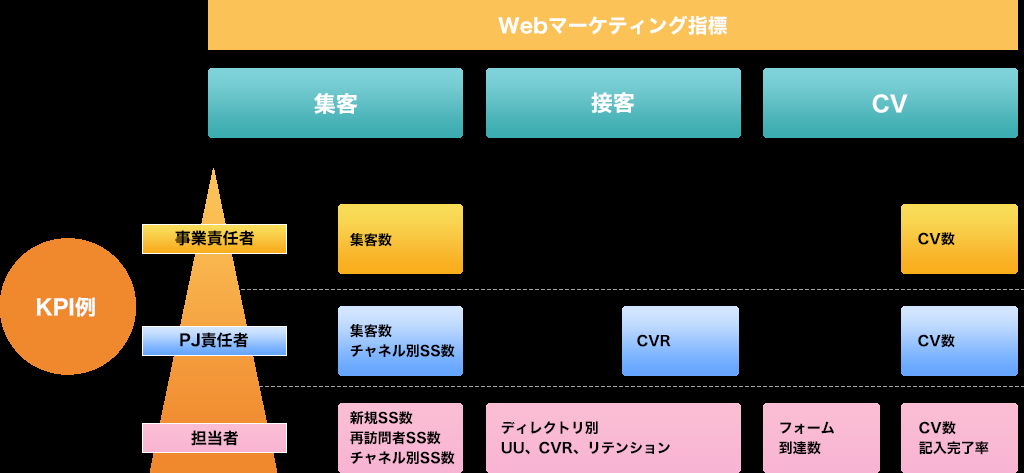 Webマーケティング指標
集客
接客
CV
KPI例
事業責任者
集客数
CV数
PJ責任者
集客数
チャネル別SS数
CVR
CV数
担当者
新規SS数
再訪問者SS数
チャネル別SS数
ディレクトリ別
UU、CVR、リテンション
フォーム
到達数
CV数
記入完了率